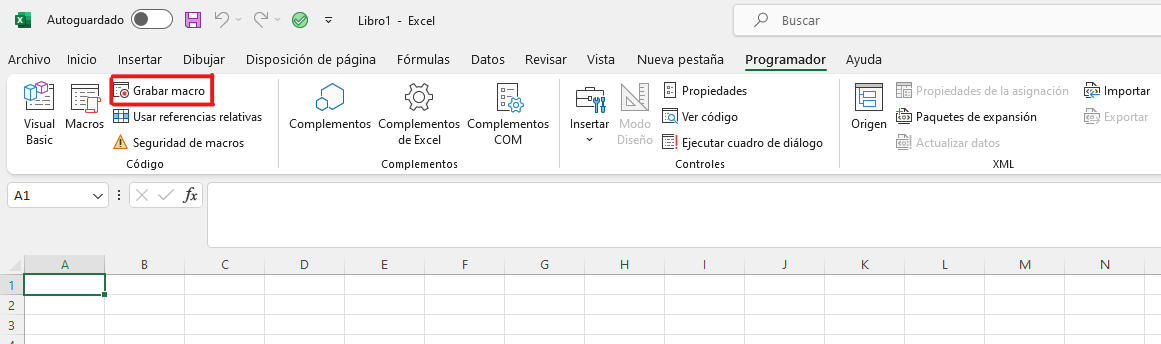 Autoguardado
Libro1 - Excel
Buscar
Archivo Inicio Insertar Dibujar Disposición de página Fórmulas Datos Revisar Vista Nueva pestaña Programador Ayuda
Visual Basic
Macros
Grabar macro
Usar referencias relativas
Seguridad de macros
Código
Complementos
Complementos de Excel
Complementos COM
Complementos
Insertar
Modo Diseño
Propiedades
Ver código
Ejecutar cuadro de diálogo
Controles
Origen
Propiedades de la asignación
Paquetes de expansión
Actualizar datos
Importar
Exportar
XML
A1
fx
A B C D E F G H I J K L M N
1
2
3